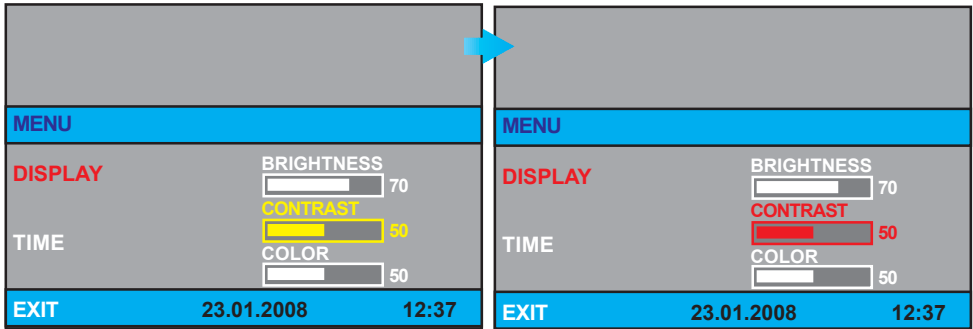 MENU
DISPLAY
BRIGHTNESS
70
CONTRAST
50
TIME
COLOR
50
EXIT 23.01.2008 12:37
MENU
DISPLAY
BRIGHTNESS
70
CONTRAST
50
TIME
COLOR
50
EXIT 23.01.2008 12:37